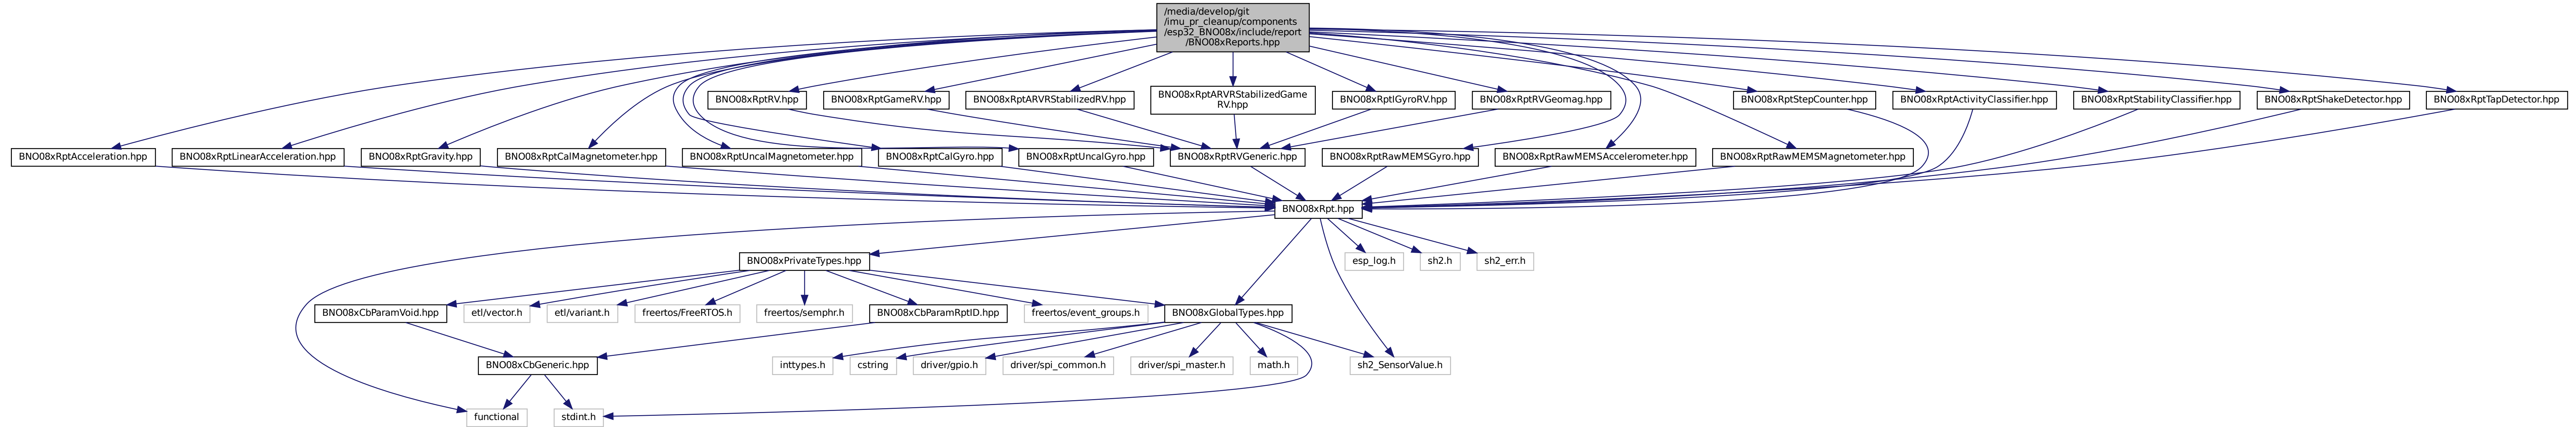 /media/develop/git
/imu_pr_cleanup/components
/esp32_BNO08x/include/report
/BNO08xReports.hpp
BNO08xRptRV.hpp
BNO08xRptGameRV.hpp
BNO08xRptARVRStabilizedRV.hpp
BNO08xRptARVRStabilizedGame
RV.hpp
BNO08xRptIGyroRV.hpp
BNO08xRptRVGeomag.hpp
BNO08xRptStepCounter.hpp
BNO08xRptActivityClassifier.hpp
BNO08xRptStabilityClassifier.hpp
BNO08xRptShakeDetector.hpp
BNO08xRptTapDetector.hpp
BNO08xRptAcceleration.hpp
BNO08xRptLinearAcceleration.hpp
BNO08xRptGravity.hpp
BNO08xRptCalMagnetometer.hpp
BNO08xRptUncalMagnetometer.hpp
BNO08xRptCalGyro.hpp
BNO08xRptUncalGyro.hpp
BNO08xRptRVGeneric.hpp
BNO08xRptRawMEMSGyro.hpp
BNO08xRptRawMEMSAccelerometer.hpp
BNO08xRptRawMEMSMagnetometer.hpp
BNO08xRpt.hpp
BNO08xPrivateTypes.hpp
esp_log.h
sh2.h
sh2_err.h
BNO08xCbParamVoid.hpp
etl/vector.h
etl/variant.h
freertos/FreeRTOS.h
freertos/semphr.h
BNO08xCbParamRptID.hpp
freertos/event_groups.h
BNO08xGlobalTypes.hpp
BNO08xCbGeneric.hpp
inttypes.h
cstring
driver/gpio.h
driver/spi_common.h
driver/spi_master.h
math.h
sh2_SensorValue.h
functional
stdint.h